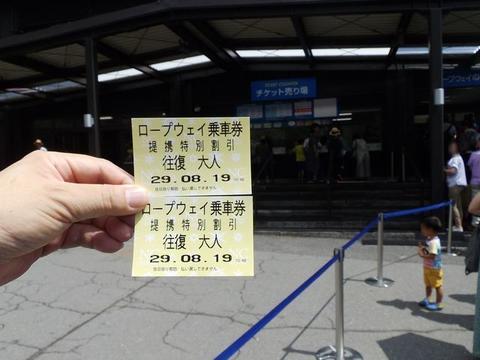 TICKET COUNTER
チケット売り場
ロープウェイ乗車券
提携特別割引
往復 大人
29.08.19
ロープウェイ乗車券
提携特別割引
往復 大人
29.08.19